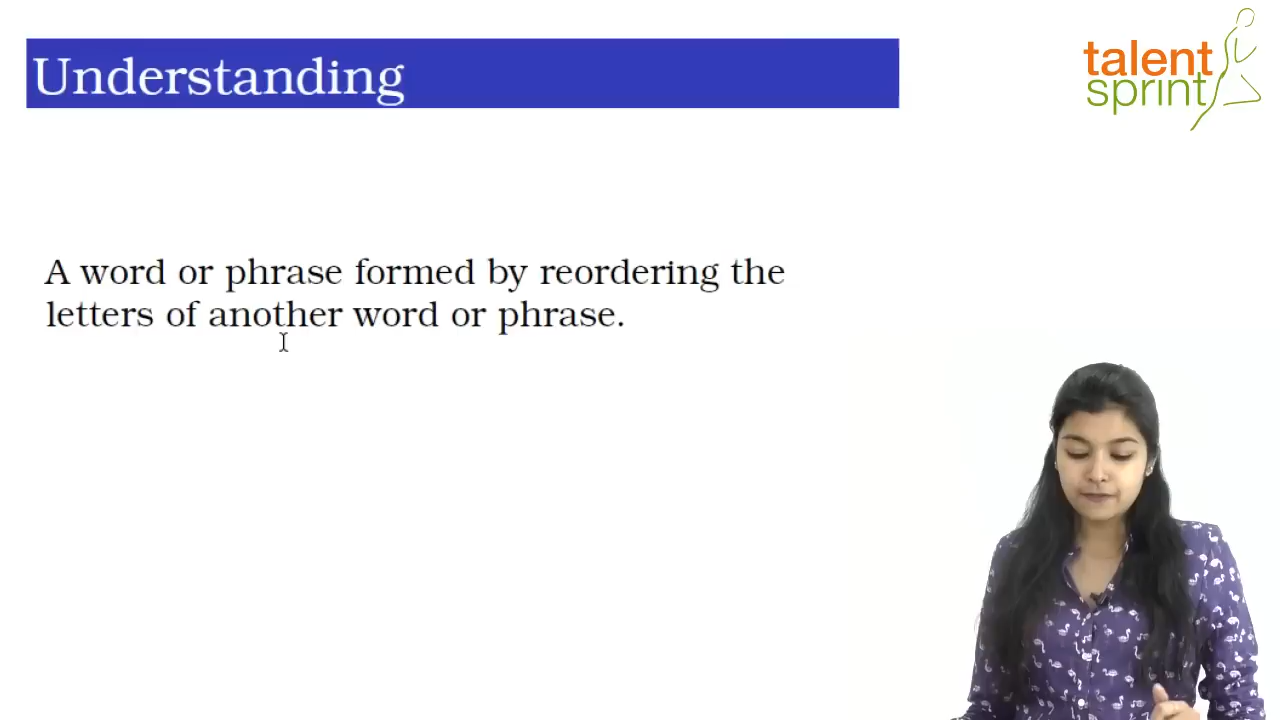 Understanding
talent
sprint
A word or phrase formed by reordering the
letters of another word or phrase.